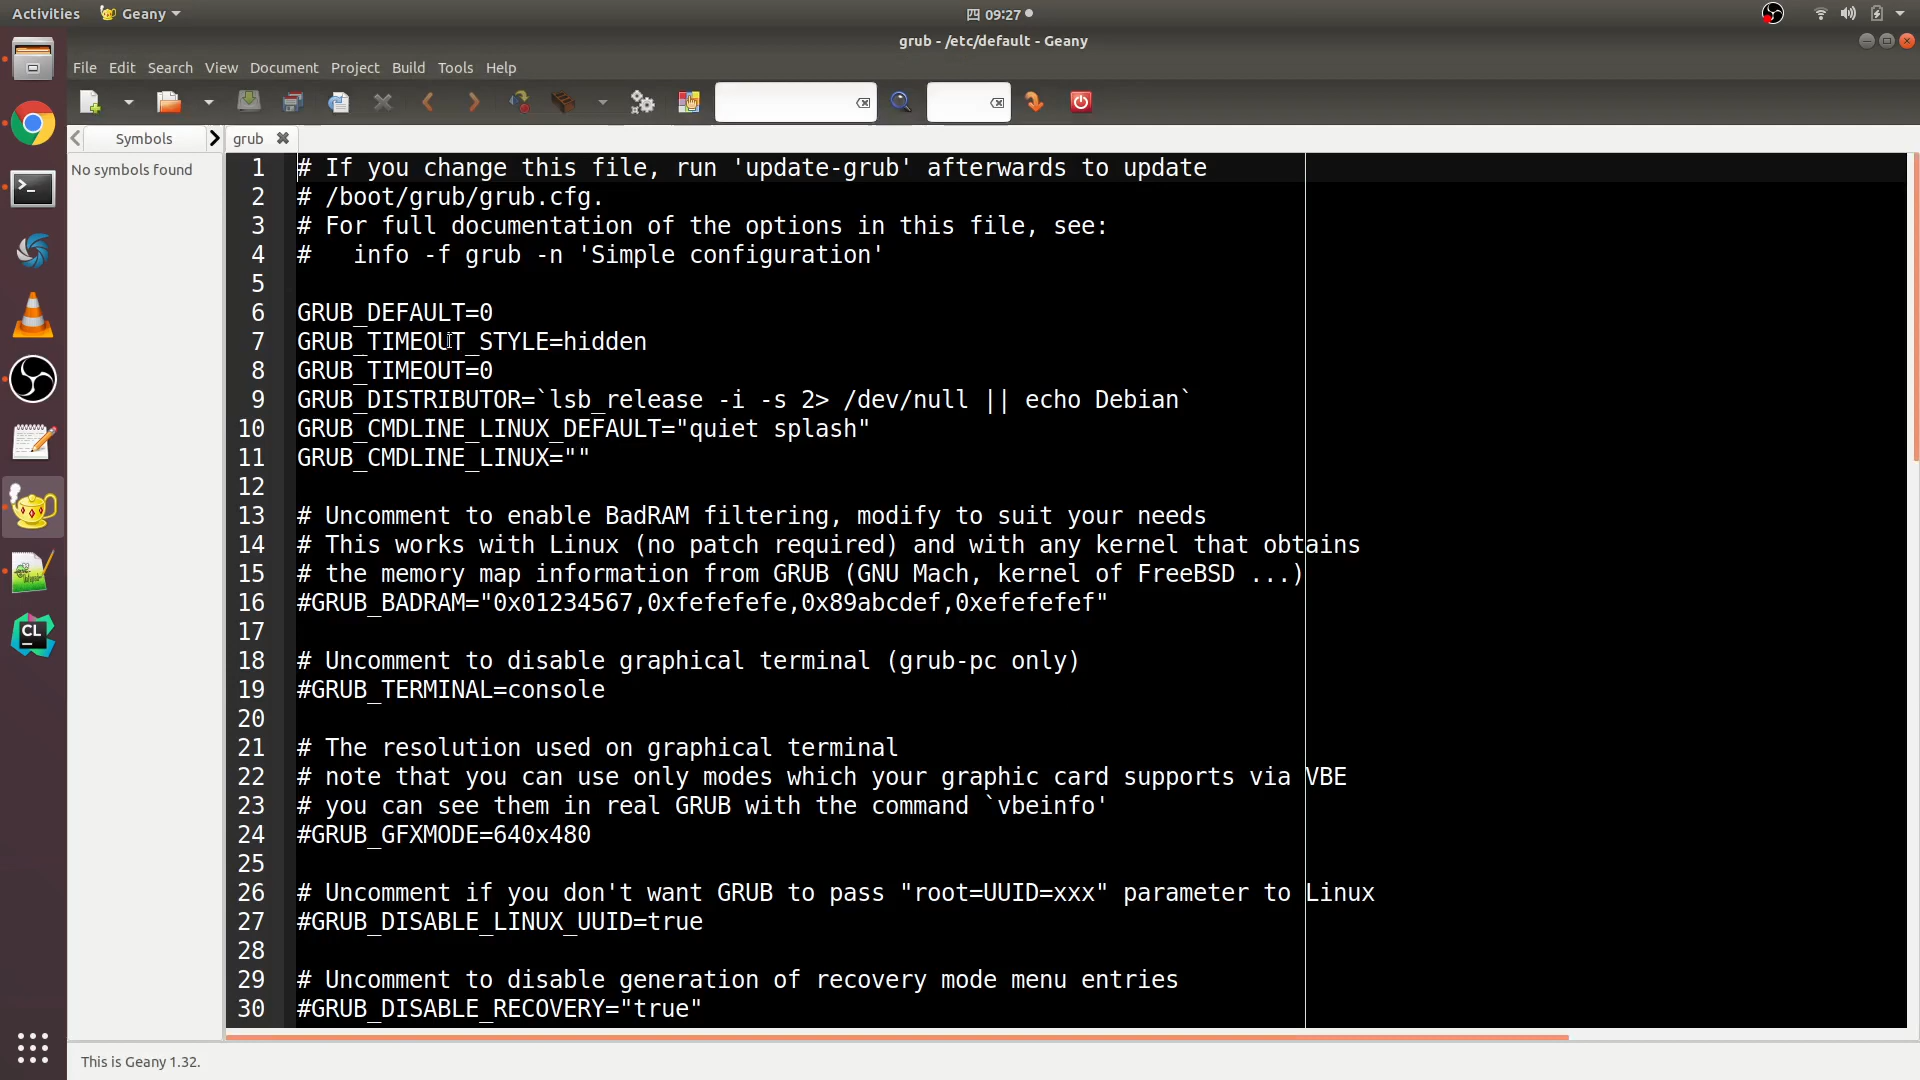 Activities
Geany
四 09:27
grub - /etc/default - Geany
File Edit Search View Document Project Build Tools Help
Symbols
grub
No symbols found
1 # If you change this file, run 'update-grub' afterwards to update
2 # /boot/grub/grub.cfg.
3 # For full documentation of the options in this file, see:
4 #   info -f grub -n 'Simple configuration'
5
6 GRUB_DEFAULT=0
7 GRUB_TIMEOUT_STYLE=hidden
8 GRUB_TIMEOUT=0
9 GRUB_DISTRIBUTOR=`lsb_release -i -s 2> /dev/null || echo Debian`
10 GRUB_CMDLINE_LINUX_DEFAULT="quiet splash"
11 GRUB_CMDLINE_LINUX=""
12
13 # Uncomment to enable BadRAM filtering, modify to suit your needs
14 # This works with Linux (no patch required) and with any kernel that obtains
15 # the memory map information from GRUB (GNU Mach, kernel of FreeBSD ...)
16 #GRUB_BADRAM="0x01234567,0xfefefefe,0x89abcdef,0xefefefef"
17
18 # Uncomment to disable graphical terminal (grub-pc only)
19 #GRUB_TERMINAL=console
20
21 # The resolution used on graphical terminal
22 # note that you can use only modes which your graphic card supports via VBE
23 # you can see them in real GRUB with the command `vbeinfo'
24 #GRUB_GFXMODE=640x480
25
26 # Uncomment if you don't want GRUB to pass "root=UUID=xxx" parameter to Linux
27 #GRUB_DISABLE_LINUX_UUID=true
28
29 # Uncomment to disable generation of recovery mode menu entries
30 #GRUB_DISABLE_RECOVERY="true"
CL
This is Geany 1.32.